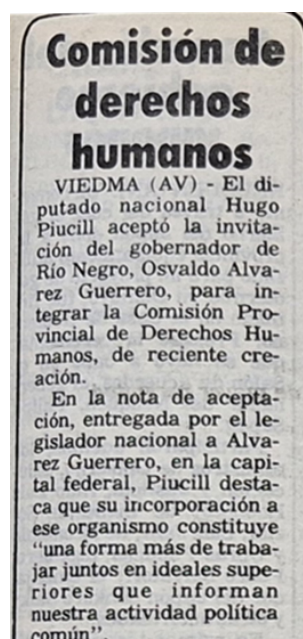 Comisión de
derechos
humanos
VIEDMA (AV) - El di-
putado nacional Hugo
Piucill aceptó la invita-
ción del gobernador de
Río Negro, Osvaldo Alva-
rez Guerrero, para in-
tegrar la Comisión Pro-
vincial de Derechos Hu-
manos, de reciente cre-
ación.
En la nota de acepta-
ción, entregada por el le-
gislador nacional a Alva-
rez Guerrero, en la capi-
tal federal, Piucill desta-
ca que su incorporación a
ese organismo constituye
"una forma más de traba-
jar juntos en ideales supe-
riores que informan
nuestra actividad política
común".